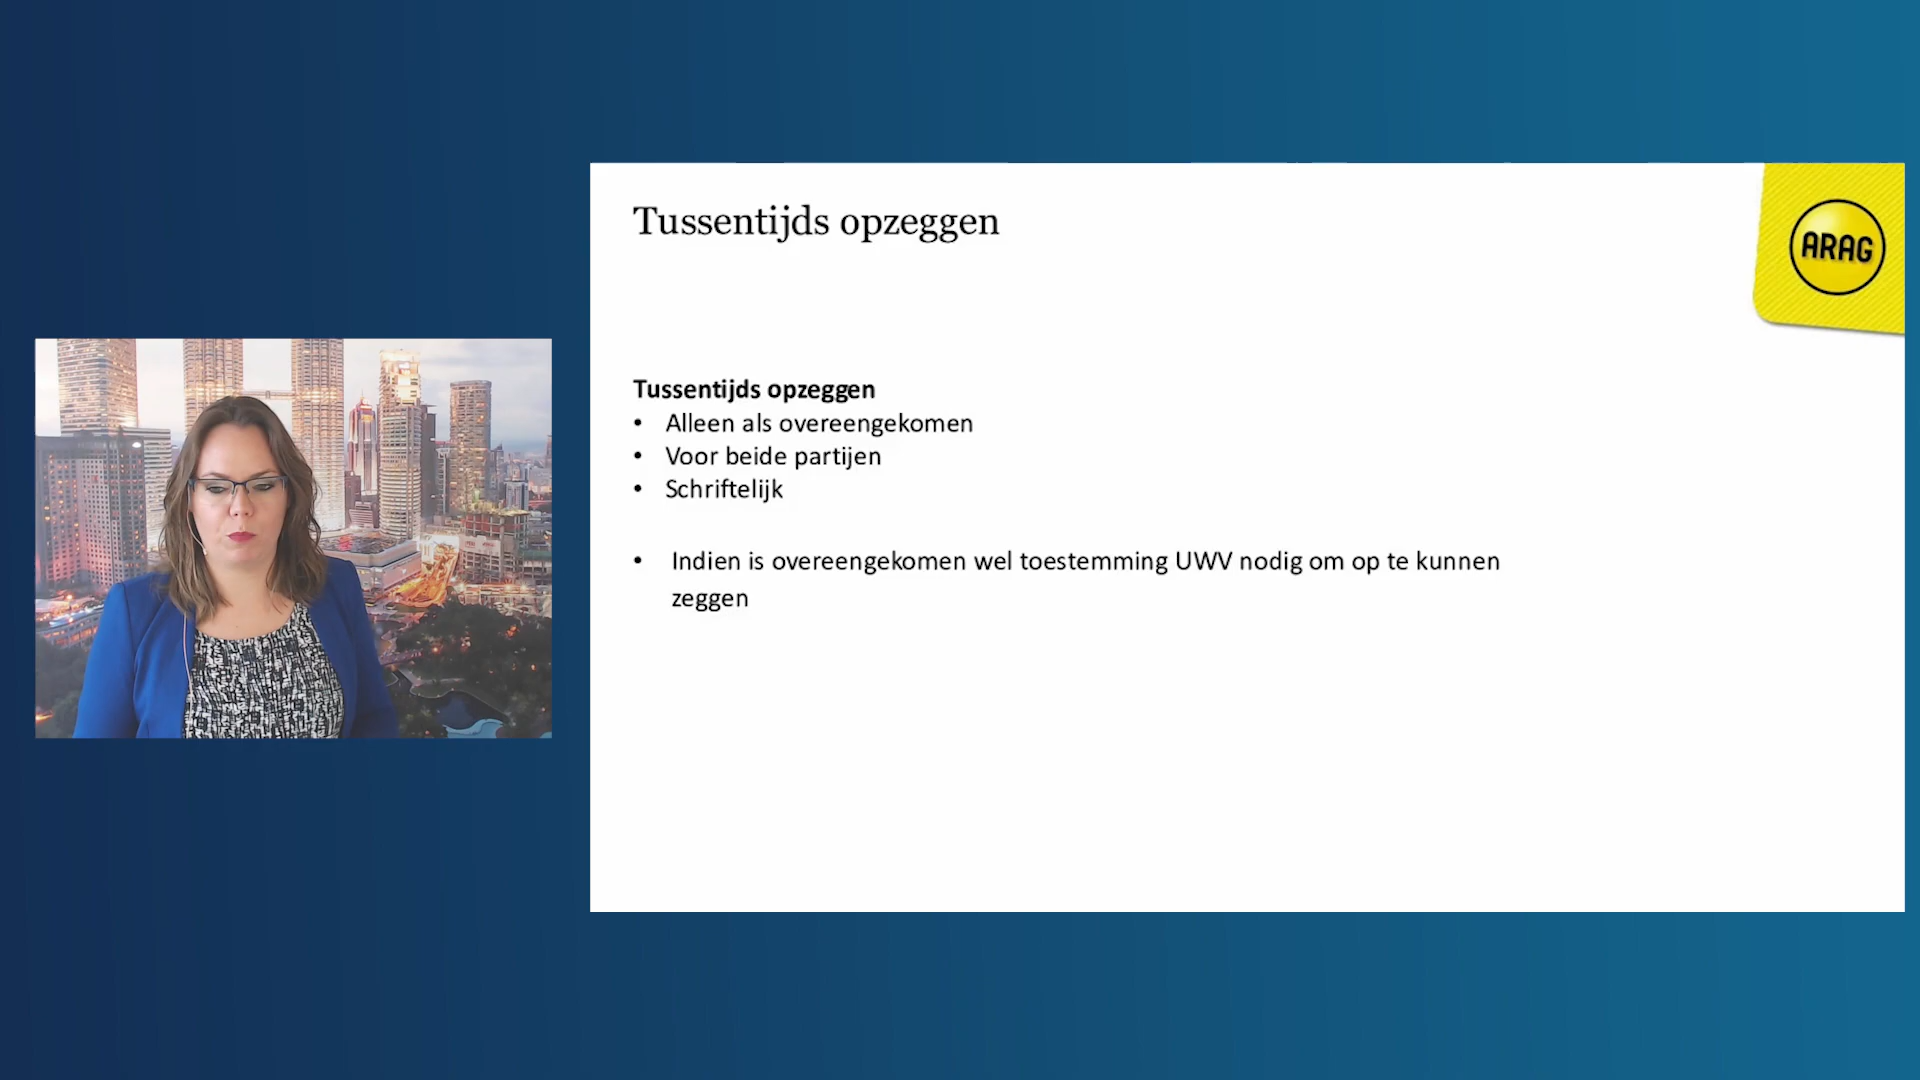 Tussentijds opzeggen
ARAG
Tussentijds opzeggen
• Alleen als overeengekomen
• Voor beide partijen
• Schriftelijk
• Indien is overeengekomen wel toestemming UWV nodig om op te kunnen
zeggen